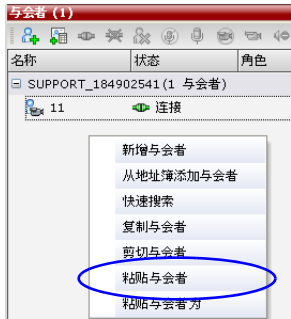 与会者 (1)
名称 状态 角色
SUPPORT_184902541(1 与会者)
11 连接
新增与会者
从地址簿添加与会者
快速搜索
复制与会者
剪切与会者
粘贴与会者
粘贴与会者为